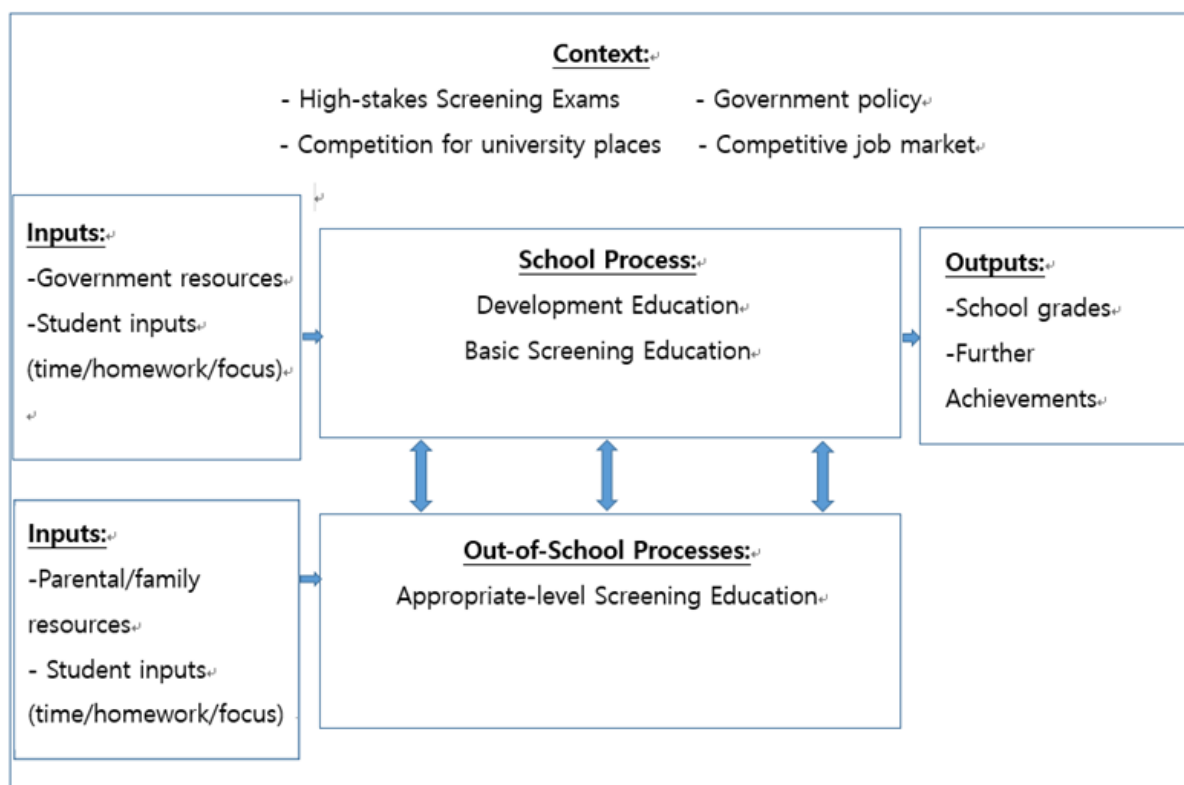 Context:
- High-stakes Screening Exams - Government policy
- Competition for university places - Competitive job market
Inputs:
-Government resources
-Student inputs
(time/homework/focus)
School Process:
Development Education
Basic Screening Education
Outputs:
-School grades
-Further
Achievements
Inputs:
-Parental/family
resources
- Student inputs
(time/homework/focus)
Out-of-School Processes:
Appropriate-level Screening Education